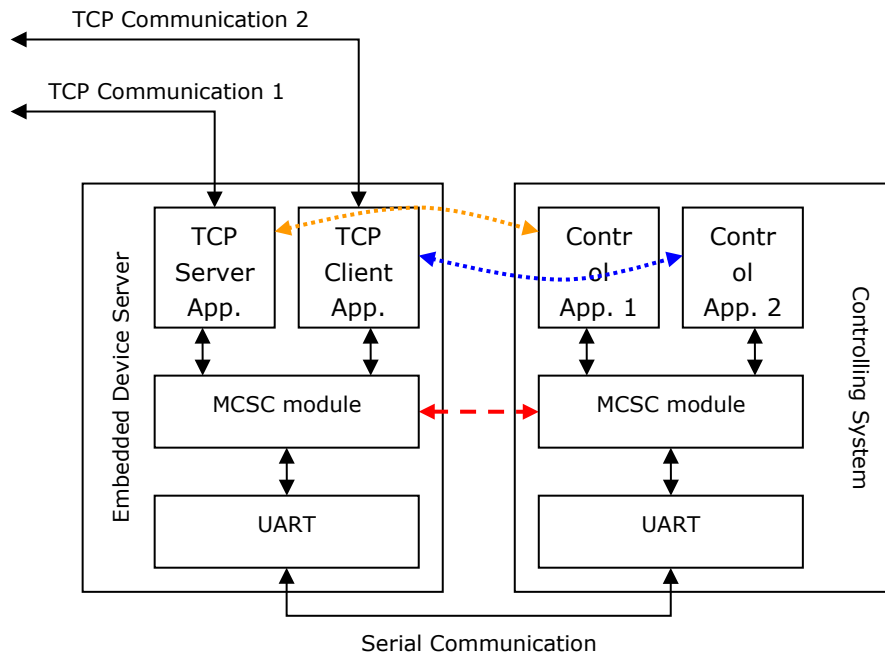 TCP Communication 2
TCP Communication 1
Embedded Device Server
TCP
Server
App.
TCP
Client
App.
Contr
ol
App. 1
Contr
ol
App. 2
Controlling System
MCSC module
MCSC module
UART
UART
Serial Communication